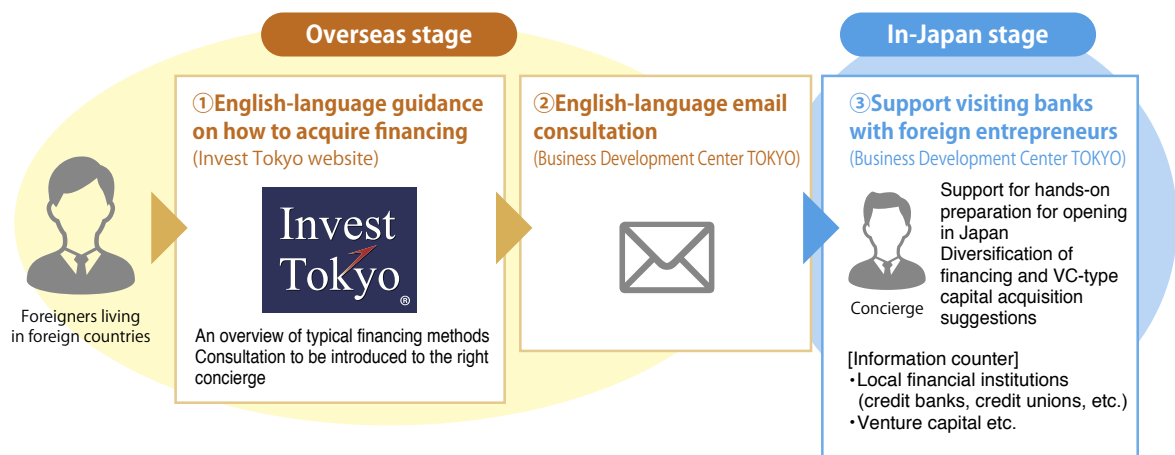 Overseas stage
In-Japan stage
Foreigners living
in foreign countries
①English-language guidance
on how to acquire financing
(Invest Tokyo website)
Invest
Tokyo
®
An overview of typical financing methods
Consultation to be introduced to the right
concierge
②English-language email
consultation
(Business Development Center TOKYO)
③Support visiting banks
with foreign entrepreneurs
(Business Development Center TOKYO)
Concierge
Support for hands-on
preparation for opening
in Japan
Diversification of
financing and VC-type
capital acquisition
suggestions
[Information counter]
・Local financial institutions
(credit banks, credit unions, etc.)
・Venture capital etc.